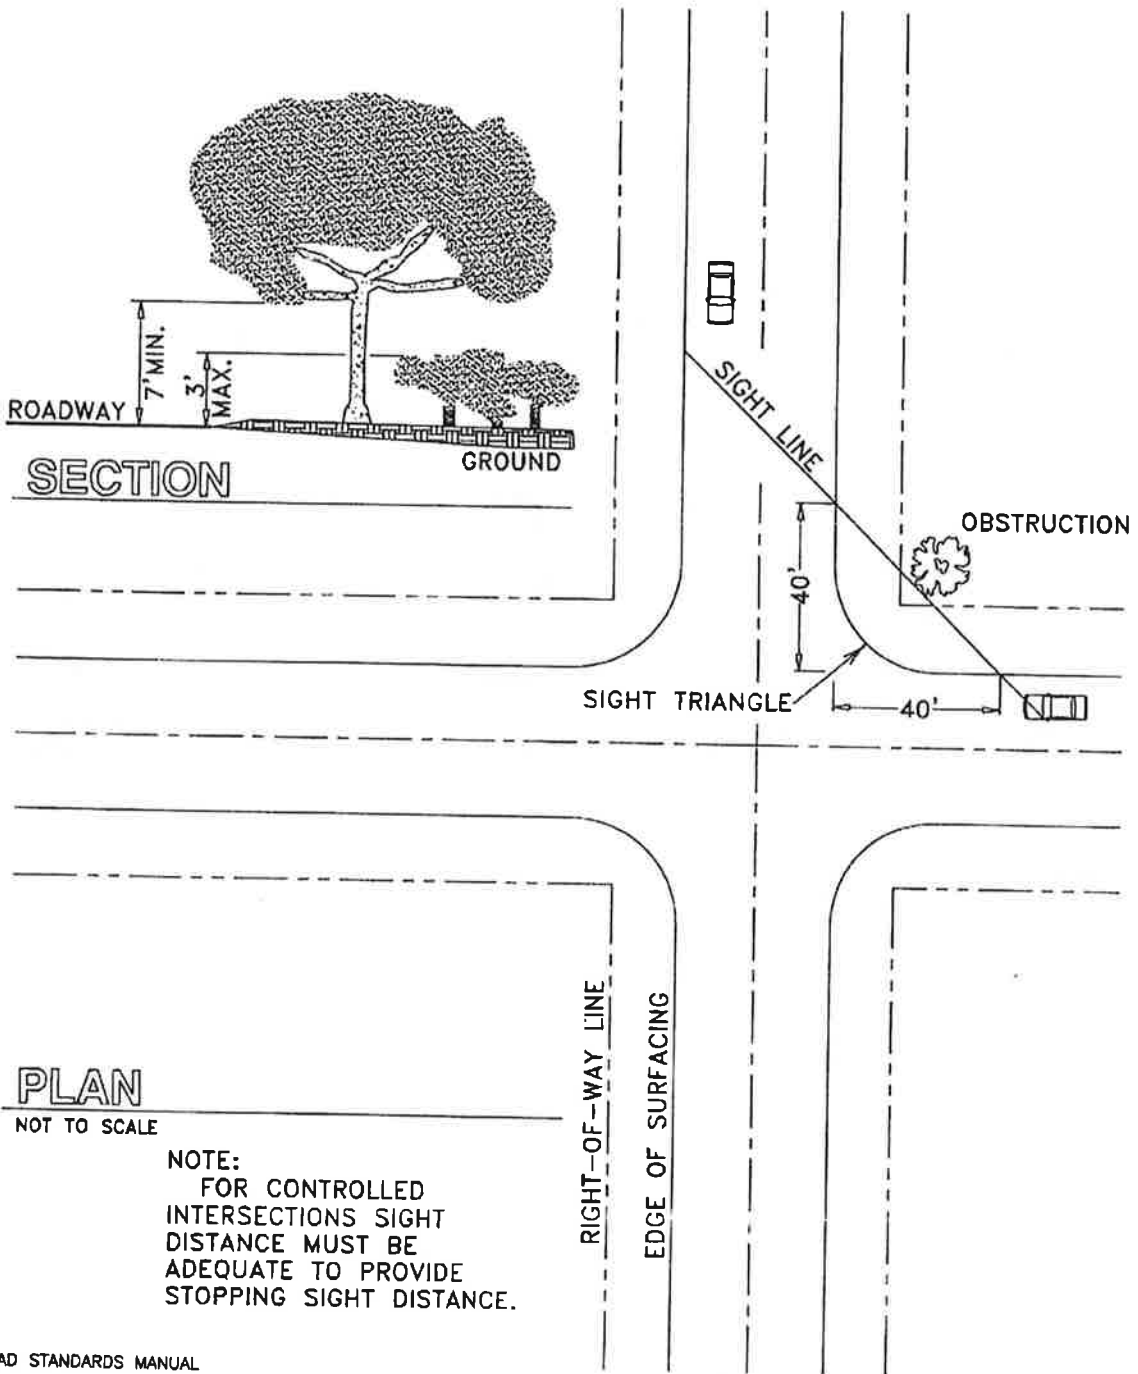 7'MIN.
3'
MAX.
ROADWAY
GROUND
SECTION
SIGHT LINE
OBSTRUCTION
40'
SIGHT TRIANGLE
40'
RIGHT-OF-WAY LINE
EDGE OF SURFACING
PLAN
NOT TO SCALE
NOTE:
FOR CONTROLLED
INTERSECTIONS SIGHT
DISTANCE MUST BE
ADEQUATE TO PROVIDE
STOPPING SIGHT DISTANCE.
AD STANDARDS MANUAL